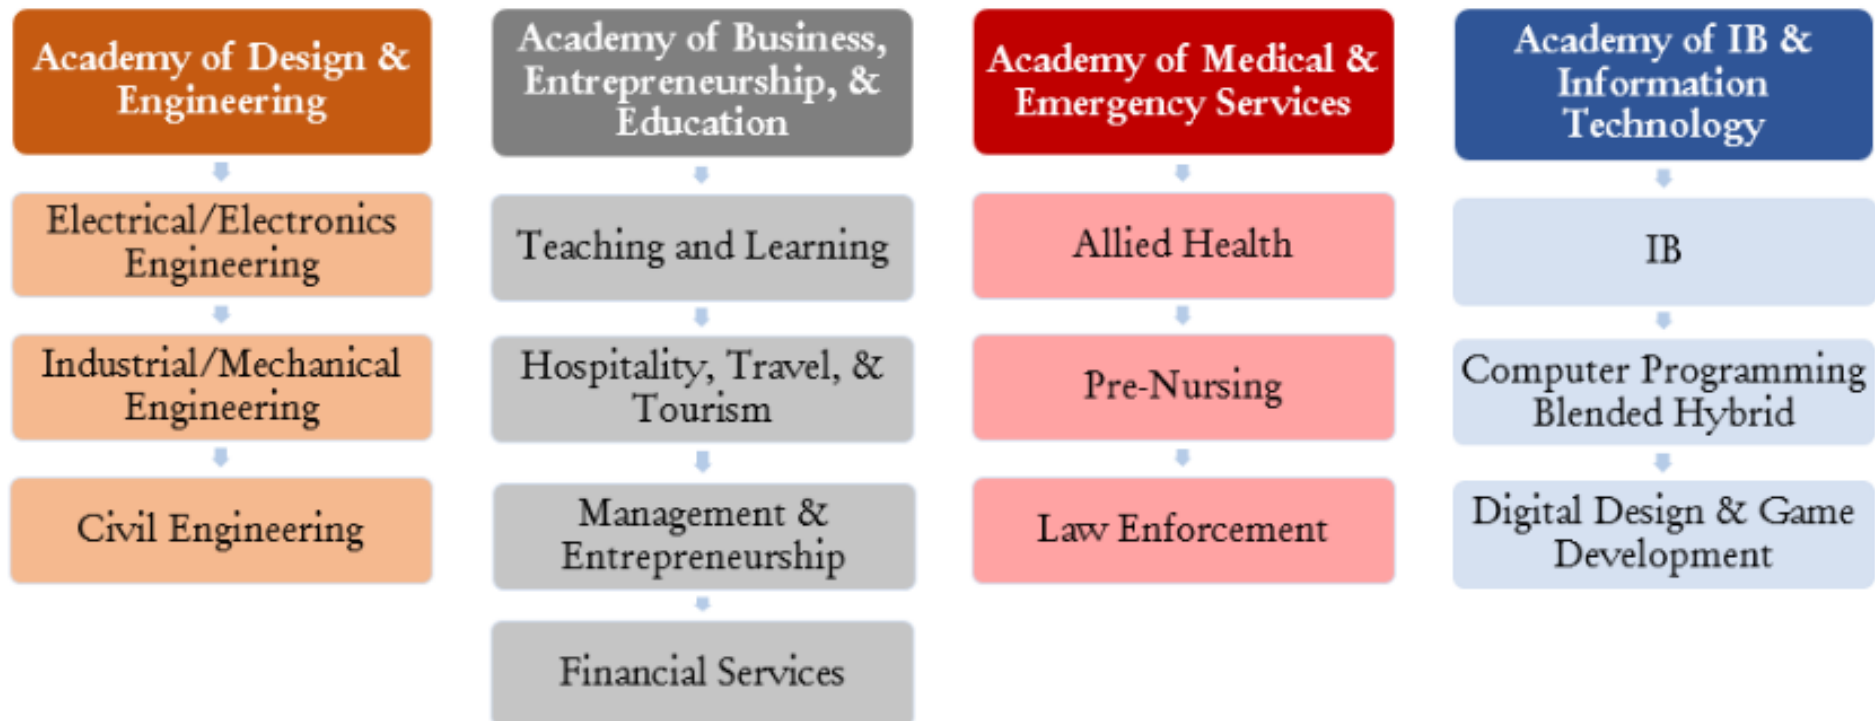 Academy of Design &
Engineering
Electrical/Electronics
Engineering
Industrial/Mechanical
Engineering
Civil Engineering
Academy of Business,
Entrepreneurship, &
Education
Teaching and Learning
Hospitality, Travel, &
Tourism
Management &
Entrepreneurship
Financial Services
Academy of Medical &
Emergency Services
Allied Health
Pre-Nursing
Law Enforcement
Academy of IB &
Information
Technology
IB
Computer Programming
Blended Hybrid
Digital Design & Game
Development